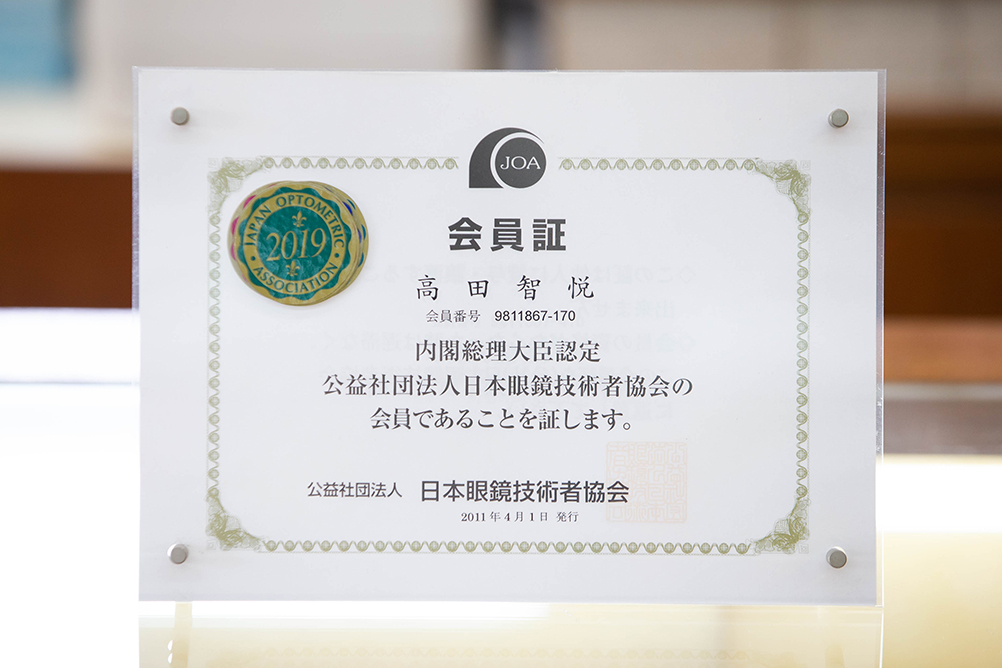 JOA
JAPAN OPTOMETRIC
2019
ASSOCIATION
会員証
高田智悦
会員番号 9811867-170
内閣総理大臣認定
公益社団法人日本眼鏡技術者協会の
会員であることを証します。
公益社団法人 日本眼鏡技術者協会
2011年4月1日 発行